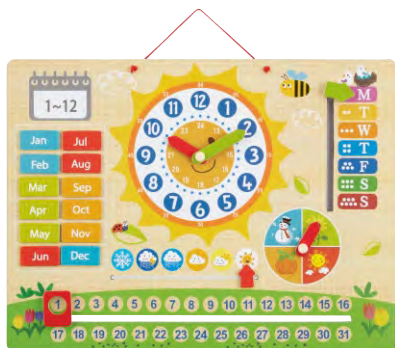 1~12
Jan Jul
Feb Aug
Mar Sep
Apr Oct
May Nov
Jun Dec
12
11 1
10 2
9 3
8 4
7 5
6
M
T
W
T
F
S
S
1 2 3 4 5 6 7 8 9 10 11 12 13 14 15 16
17 18 19 20 21 22 23 24 25 26 27 28 29 30 31